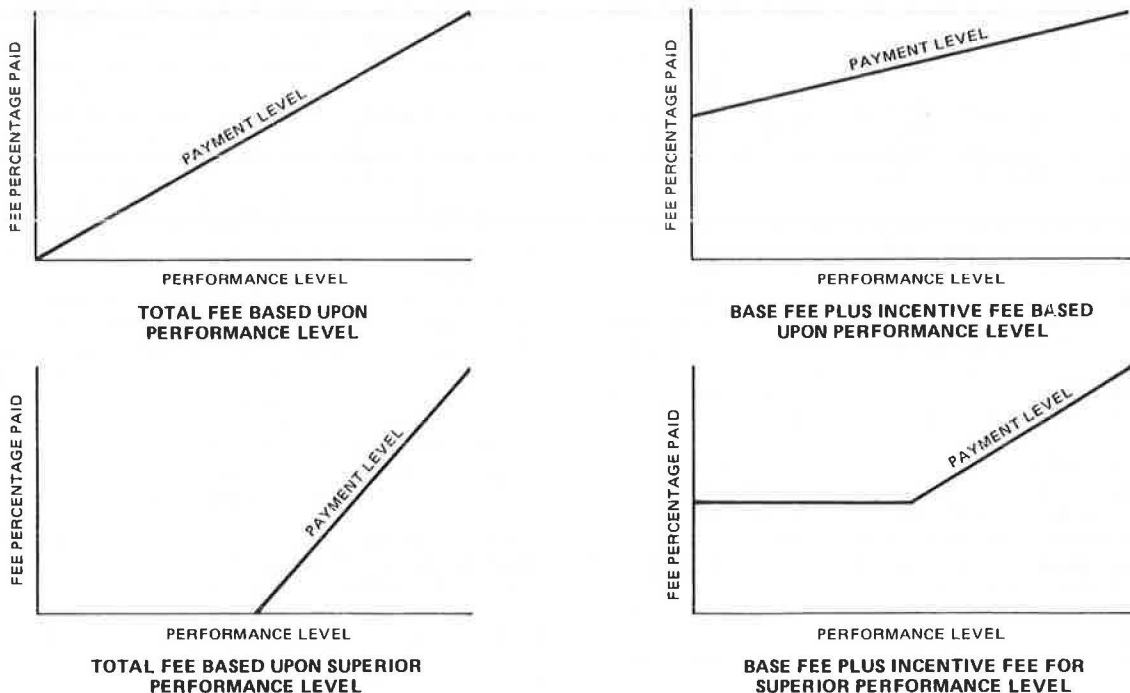 FEE PERCENTAGE PAID
PAYMENT LEVEL
PERFORMANCE LEVEL
TOTAL FEE BASED UPON
PERFORMANCE LEVEL
FEE PERCENTAGE PAID
PAYMENT LEVEL
PERFORMANCE LEVEL
BASE FEE PLUS INCENTIVE FEE BASED
UPON PERFORMANCE LEVEL
FEE PERCENTAGE PAID
PAYMENT LEVEL
PERFORMANCE LEVEL
TOTAL FEE BASED UPON SUPERIOR
PERFORMANCE LEVEL
FEE PERCENTAGE PAID
PAYMENT LEVEL
PERFORMANCE LEVEL
BASE FEE PLUS INCENTIVE FEE FOR
SUPERIOR PERFORMANCE LEVEL